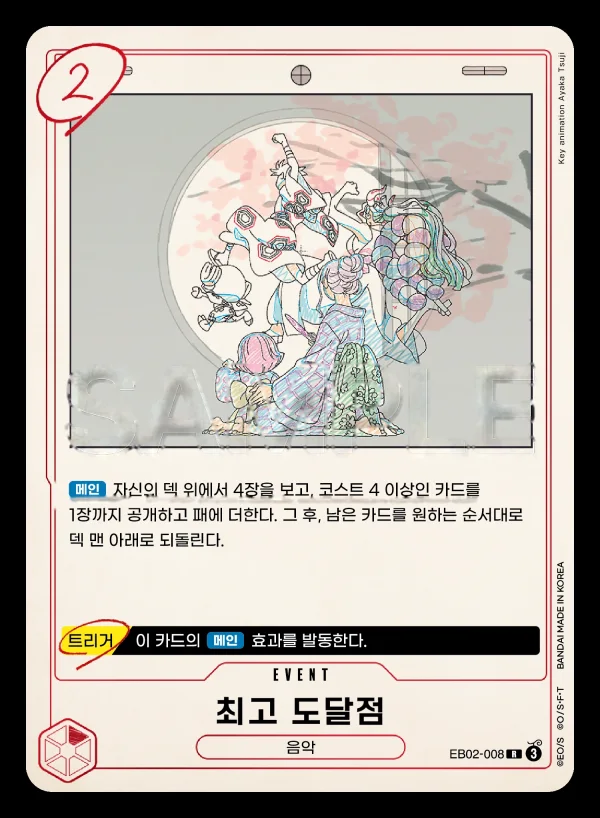 2
Key animation Ayaka Tsuji
SAMPLE
메인 자신의 덱 위에서 4장을 보고, 코스트 4 이상인 카드를
1장까지 공개하고 패에 더한다. 그 후, 남은 카드를 원하는 순서대로
덱 맨 아래로 되돌린다.
트리거 이 카드의 메인 효과를 발동한다.
EVENT
최고 도달점
음악
EB02-008 R 3
©EO/S ©O/S·F·T BANDAI MADE IN KOREA